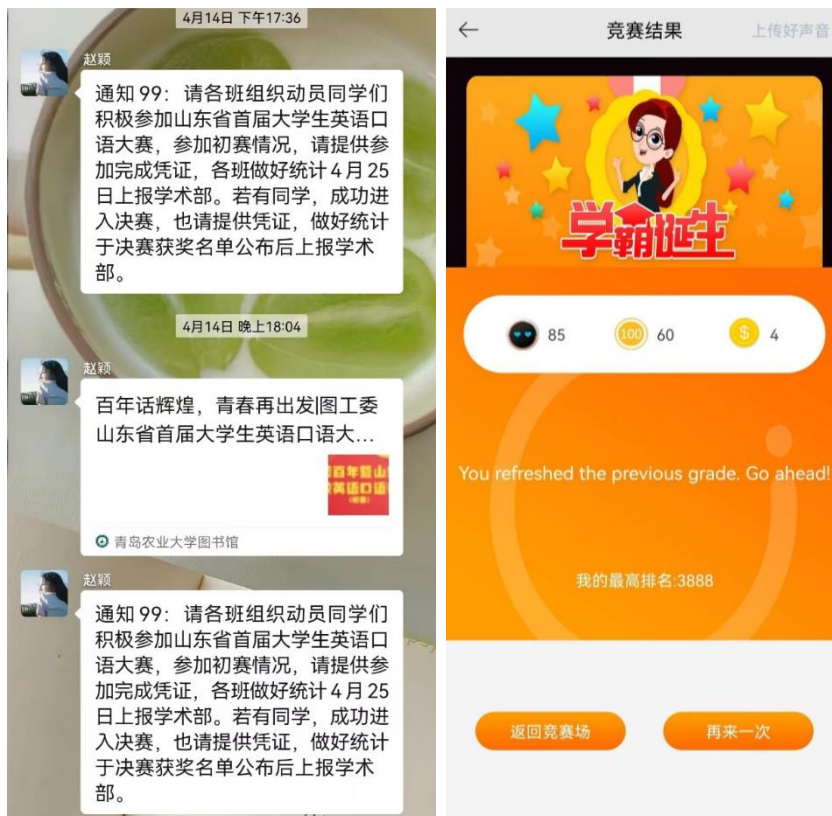 4月14日 下午17:36
赵颖
通知 99：请各班组织动员同学们
积极参加山东省首届大学生英语口
语大赛，参加初赛情况，请提供参
加完成凭证，各班做好统计 4 月 25
日上报学术部。若有同学，成功进
入决赛，也请提供凭证，做好统计
于决赛获奖名单公布后上报学术
部。
4月14日 晚上18:04
赵颖
百年话辉煌，青春再出发|图工委
山东省首届大学生英语口语大...
青岛农业大学图书馆
赵颖
通知 99：请各班组织动员同学们
积极参加山东省首届大学生英语口
语大赛，参加初赛情况，请提供参
加完成凭证，各班做好统计 4 月 25
日上报学术部。若有同学，成功进
入决赛，也请提供凭证，做好统计
于决赛获奖名单公布后上报学术
部。
竞赛结果
上传好声音
学霸诞生
85
100
60
$
4
You refreshed the previous grade. Go ahead!
我的最高排名:3888
返回竞赛场
再来一次